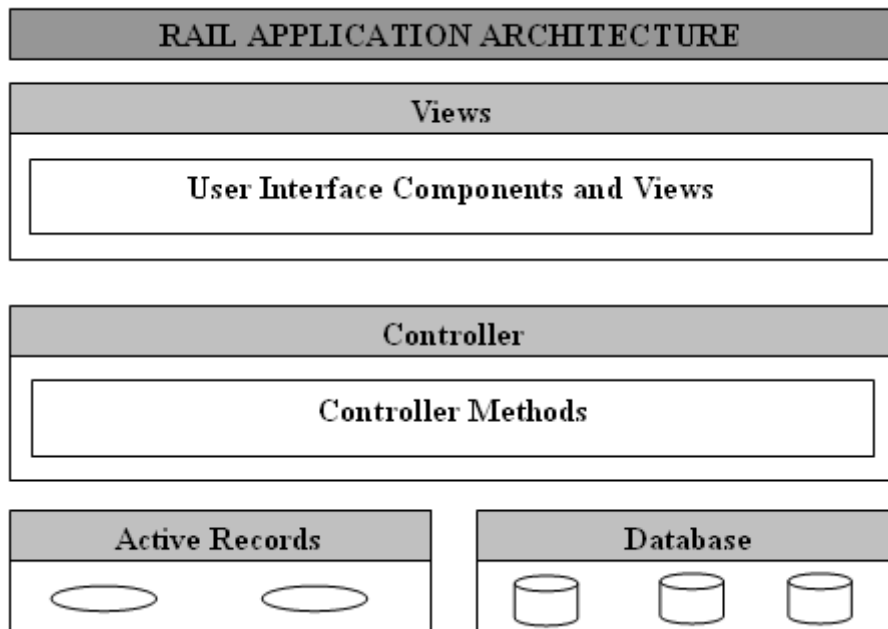 RAIL APPLICATION ARCHITECTURE
Views
User Interface Components and Views
Controller
Controller Methods
Active Records
Database